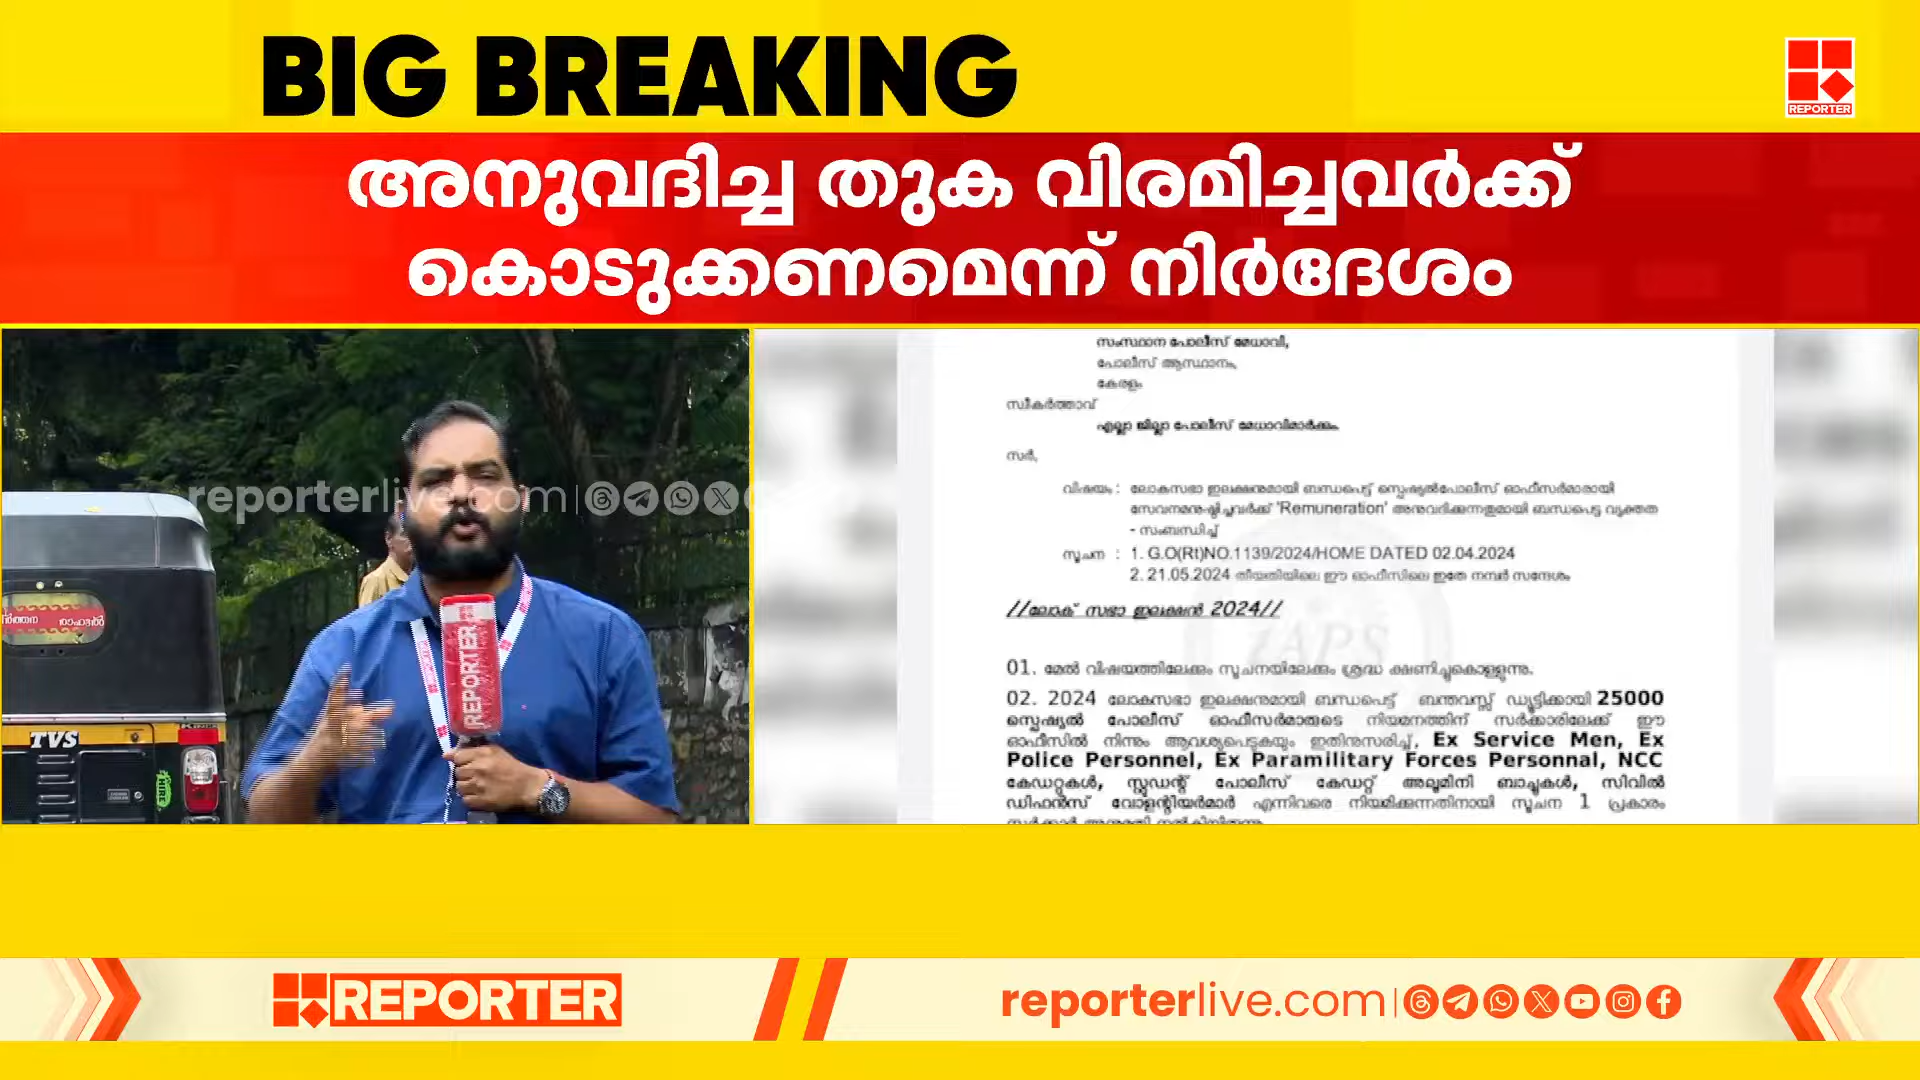 BIG BREAKING
REPORTER
അനുവദിച്ച തുക വിരമിച്ചവർക്ക്
കൊടുക്കണമെന്ന് നിർദേശം
reporterlive.com
TVS
REPORTER
സംസ്ഥാന പോലീസ് മേധാവി,
പോലീസ് ആസ്ഥാനം,
കേരളം
സ്വീകർത്താവ്
എല്ലാ ജില്ലാ പോലീസ് മേധാവിമാർക്കും.
സർ,
വിഷയം : ലോകസഭാ ഇലക്ഷനുമായി ബന്ധപെട്ട് സ്പെഷ്യൽപോലീസ് ഓഫീസർമാരായി
സേവനമനുഷ്ഠിച്ചവർക്ക് 'Remuneration' അനുവദിക്കുന്നതുമായി ബന്ധപെട്ട വ്യക്തത
- സംബന്ധിച്ച്
സൂചന : 1. G.O(Rt)NO.1139/2024/HOME DATED 02.04.2024
2. 21.05.2024 തീയതിയിലെ ഈ ഓഫീസിലെ ഇതേ നമ്പർ സന്ദേശം
//ലോക് സഭാ ഇലക്ഷൻ 2024//
01. മേൽ വിഷയത്തിലേക്കും സൂചനയിലേക്കും ശ്രദ്ധ ക്ഷണിച്ചുകൊള്ളുന്നു.
02. 2024 ലോകസഭാ ഇലക്ഷനുമായി ബന്ധപെട്ട് ബന്തവസ്സ് ഡ്യൂട്ടിക്കായി 25000
സ്പെഷ്യൽ പോലീസ് ഓഫീസർമാരുടെ നിയമനത്തിന് സർക്കാരിലേക്ക് ഈ
ഓഫീസിൽ നിന്നും ആവശ്യപെടുകയും ഇതിനുസരിച്ച്, Ex Service Men, Ex
Police Personnel, Ex Paramilitary Forces Personnal, NCC
കേഡറ്റുകൾ, സ്റ്റുഡന്റ് പോലീസ് കേഡറ്റ് അലൂമിനി ബാച്ചുകൾ, സിവിൽ
ഡിഫൻസ് വോളന്റിയർമാർ എന്നിവരെ നിയമിക്കുന്നതിനായി സൂചന 1 പ്രകാരം
REPORTER
reporterlive.com